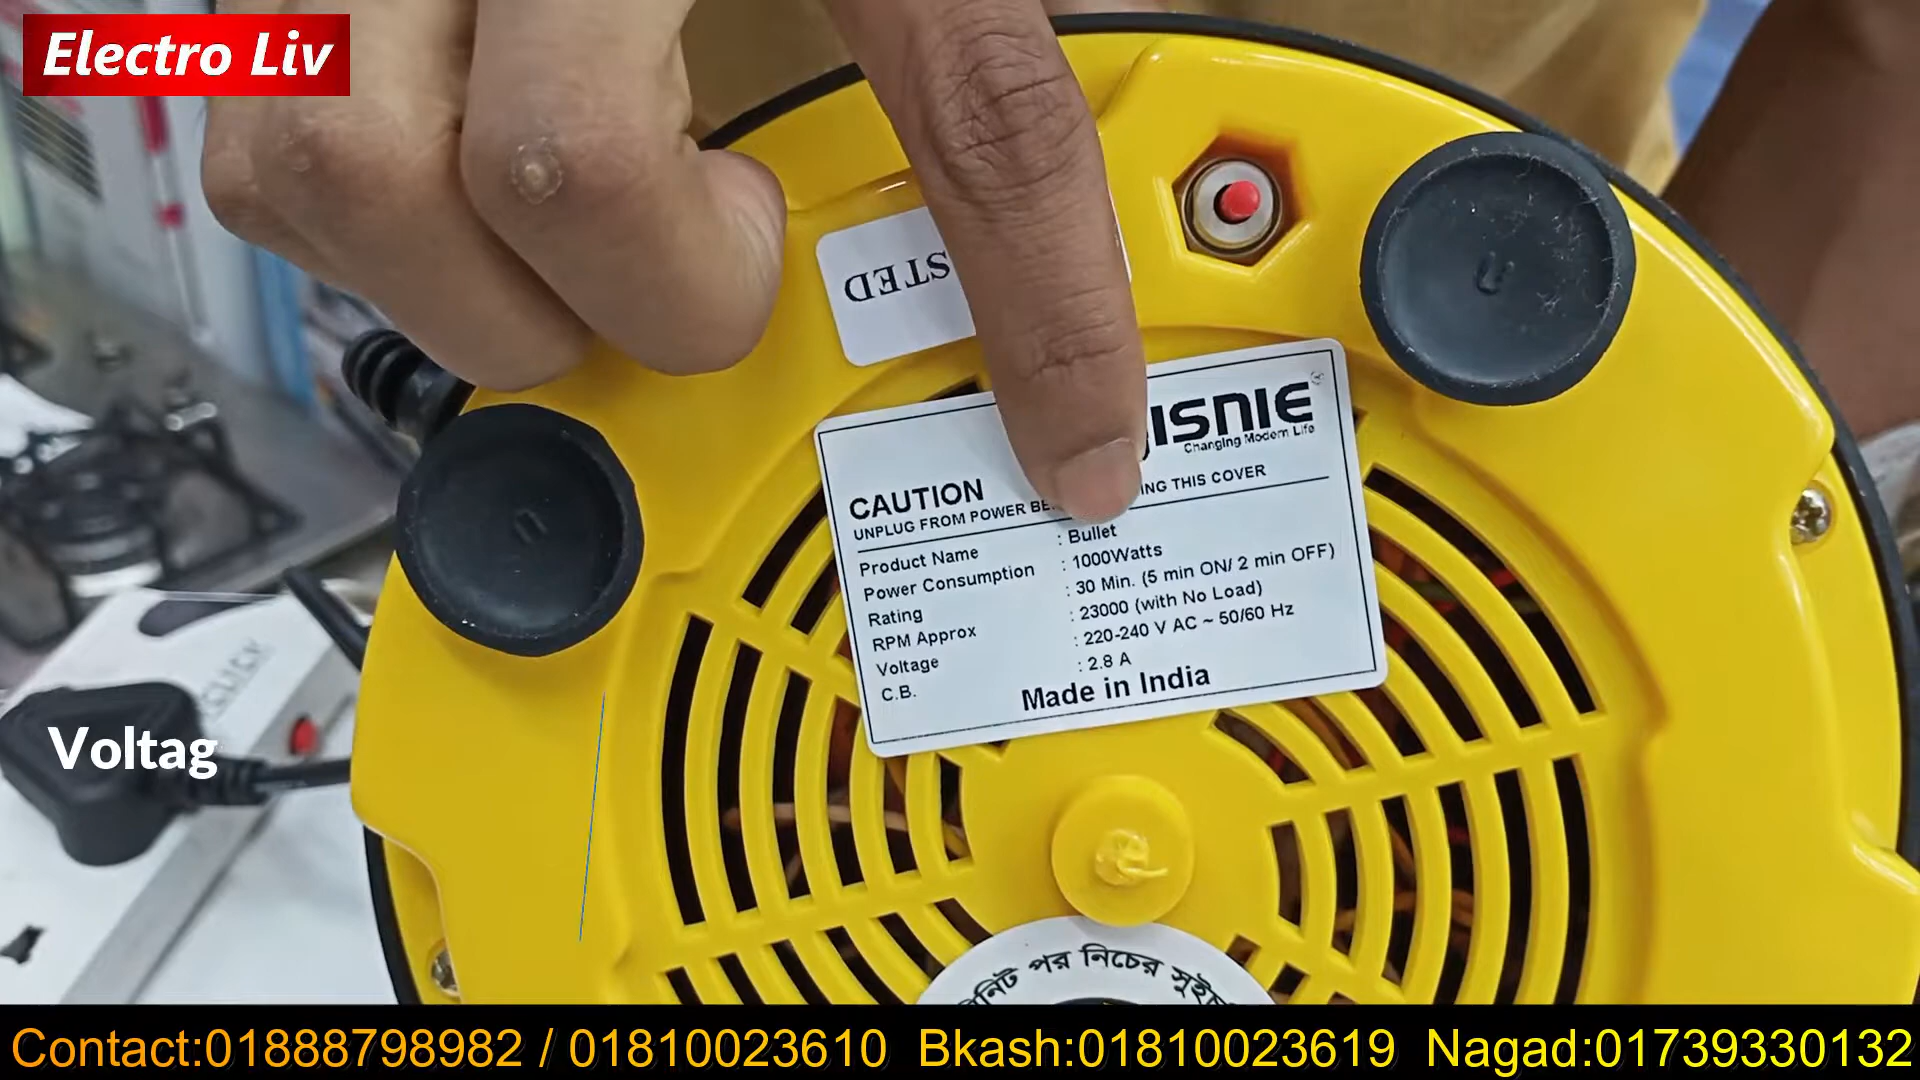 Electro Liv
STED
ISNIE
Changing Modern Life
CAUTION
UNPLUG FROM POWER BE ING THIS COVER
Product Name : Bullet
Power Consumption : 1000Watts
Rating : 30 Min. (5 min ON/ 2 min OFF)
RPM Approx : 23000 (with No Load)
Voltage : 220-240 V AC ~ 50/60 Hz
C.B. : 2.8 A
Made in India
Voltag
পর নিচের
Contact:01888798982 / 01810023610 Bkash:01810023619 Nagad:01739330132